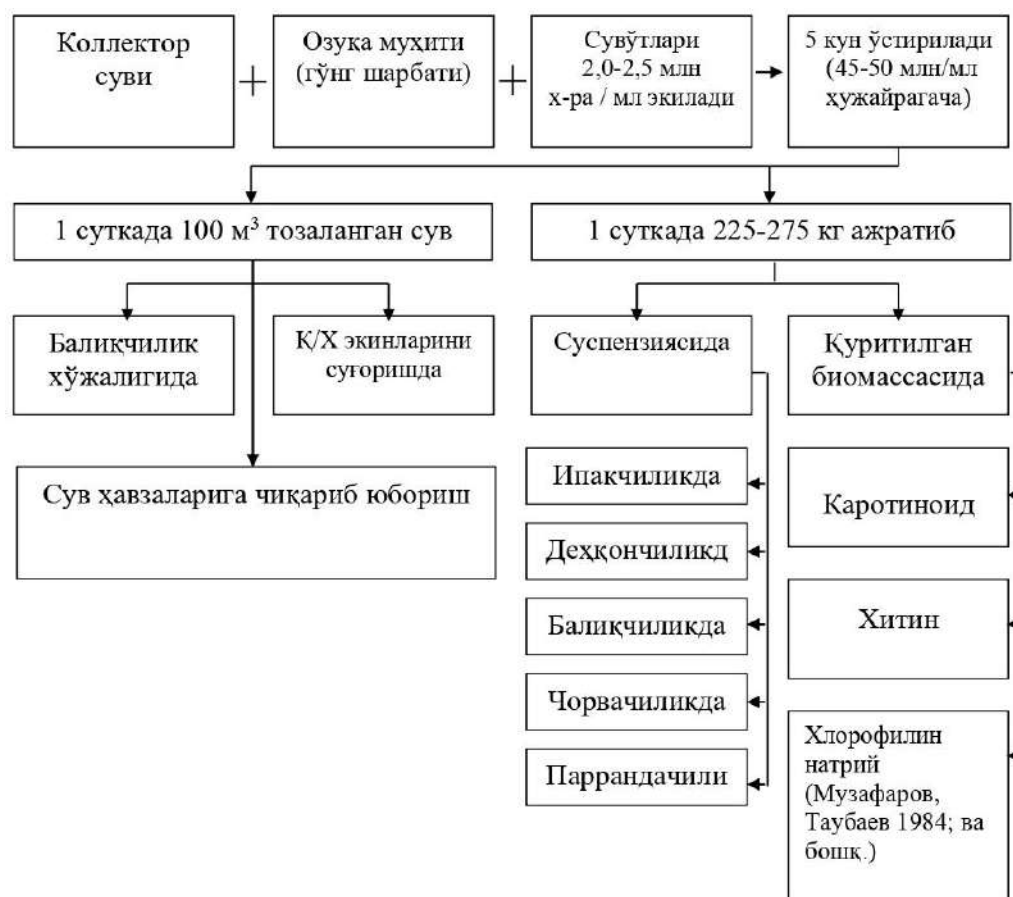 Коллектор
суви
+
Озуқа муҳити
(гўнг шарбати)
+
Сувўтлари
2,0-2,5 млн
х-ра / мл экилади
5 кун ўстирилади
(45-50 млн/мл
ҳужайрагача)
1 суткада 100 м³ тозаланган сув
1 суткада 225-275 кг ажратиб
Балиқчилик
хўжалигида
Қ/Х экинларини
суғоришда
Сув ҳавзаларига чиқариб юбориш
Суспензиясида
Қуритилган
биомассасида
Ипакчиликда
Деҳқончиликд
Балиқчиликда
Чорвачиликда
Паррандачили
Каротиноид
Хитин
Хлорофилин
натрий
(Музафаров,
Таубаев 1984; ва
бошқ.)